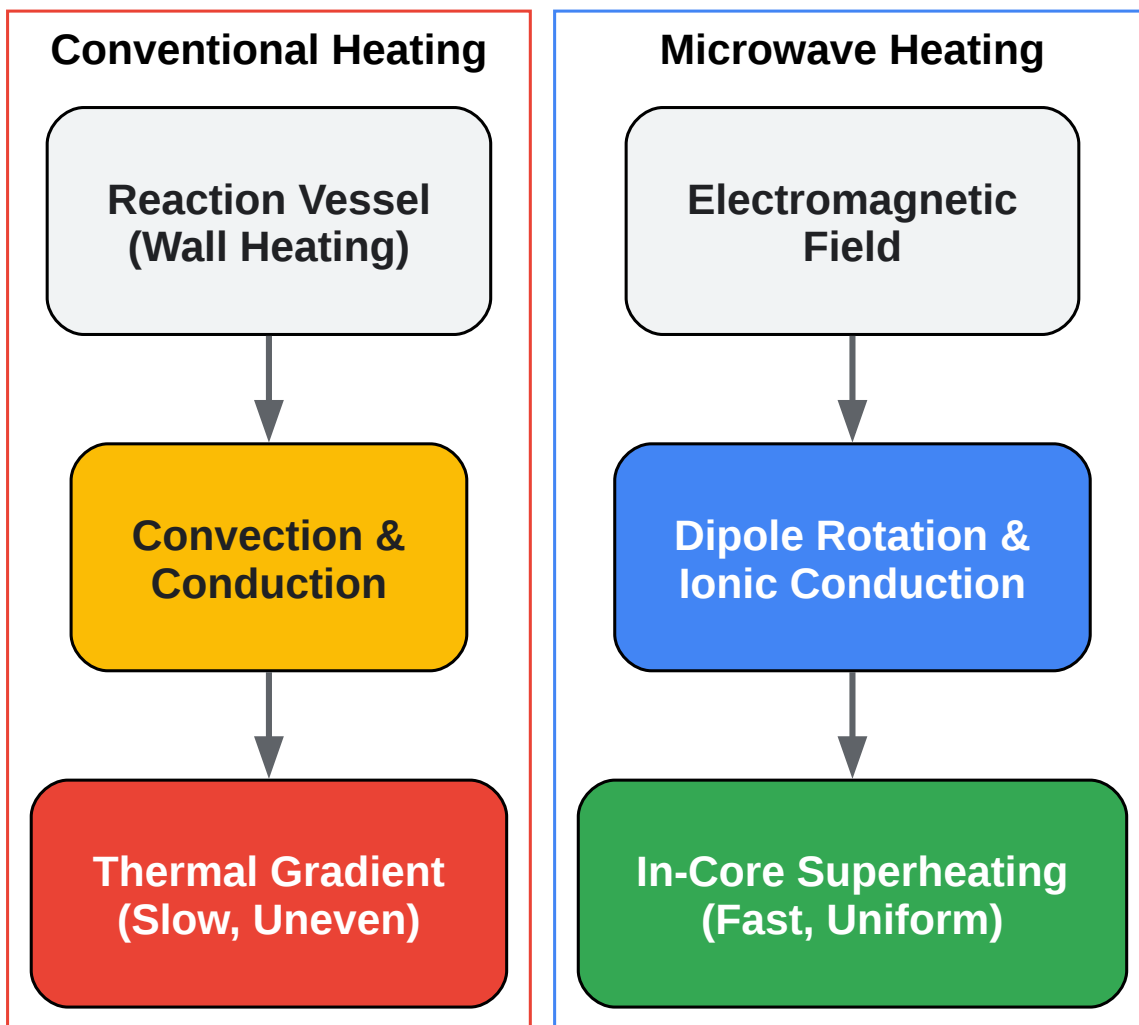 Conventional Heating
Reaction Vessel
(Wall Heating)
Convection &
Conduction
Thermal Gradient
(Slow, Uneven)
Microwave Heating
Electromagnetic
Field
Dipole Rotation &
Ionic Conduction
In-Core Superheating
(Fast, Uniform)